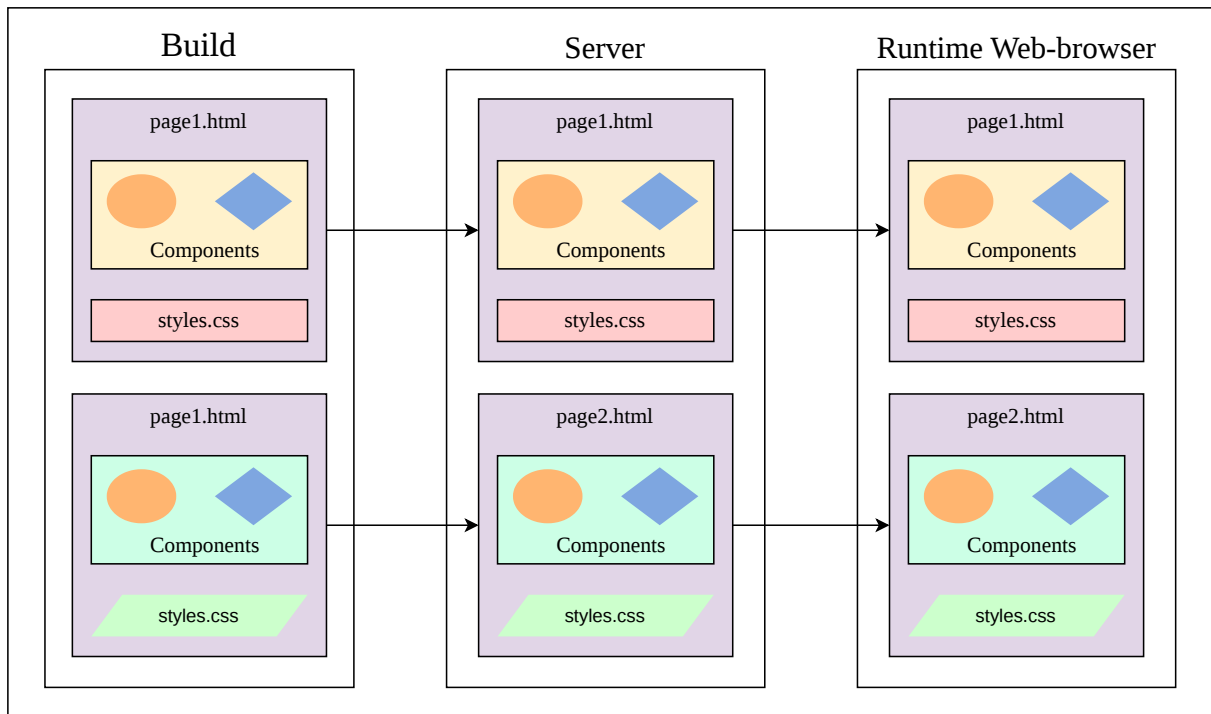 Build
page1.html
Components
styles.css
page1.html
Components
styles.css
Server
page1.html
Components
styles.css
page2.html
Components
styles.css
Runtime Web-browser
page1.html
Components
styles.css
page2.html
Components
styles.css